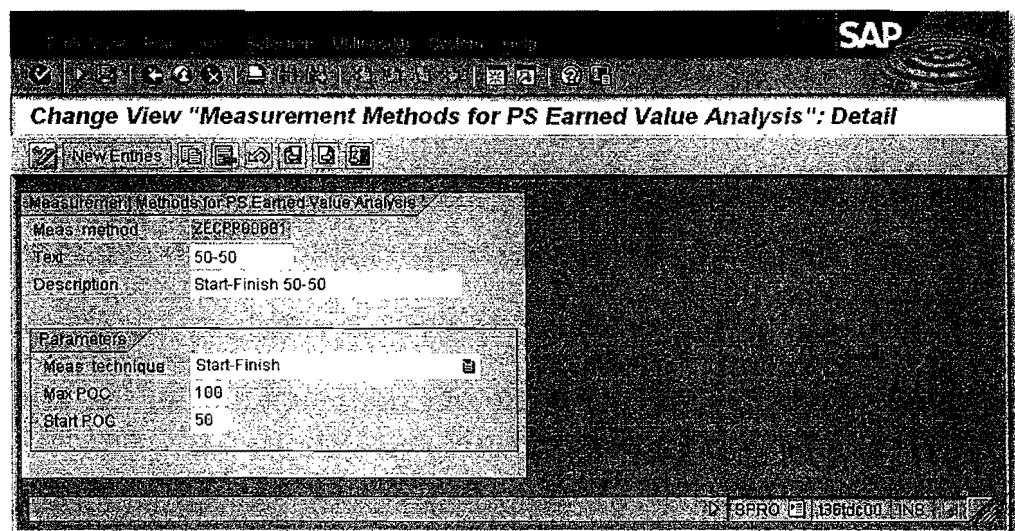 SAP
Change View "Measurement Methods for PS Earned Value Analysis": Detail
New Entries
Measurement Methods for PS Earned Value Analysis
Meas. method
Text 50-50
Description Start-Finish 50-50
Parameters
Meas. technique Start-Finish
Max POC 100
Start POC 50
SPRO INS